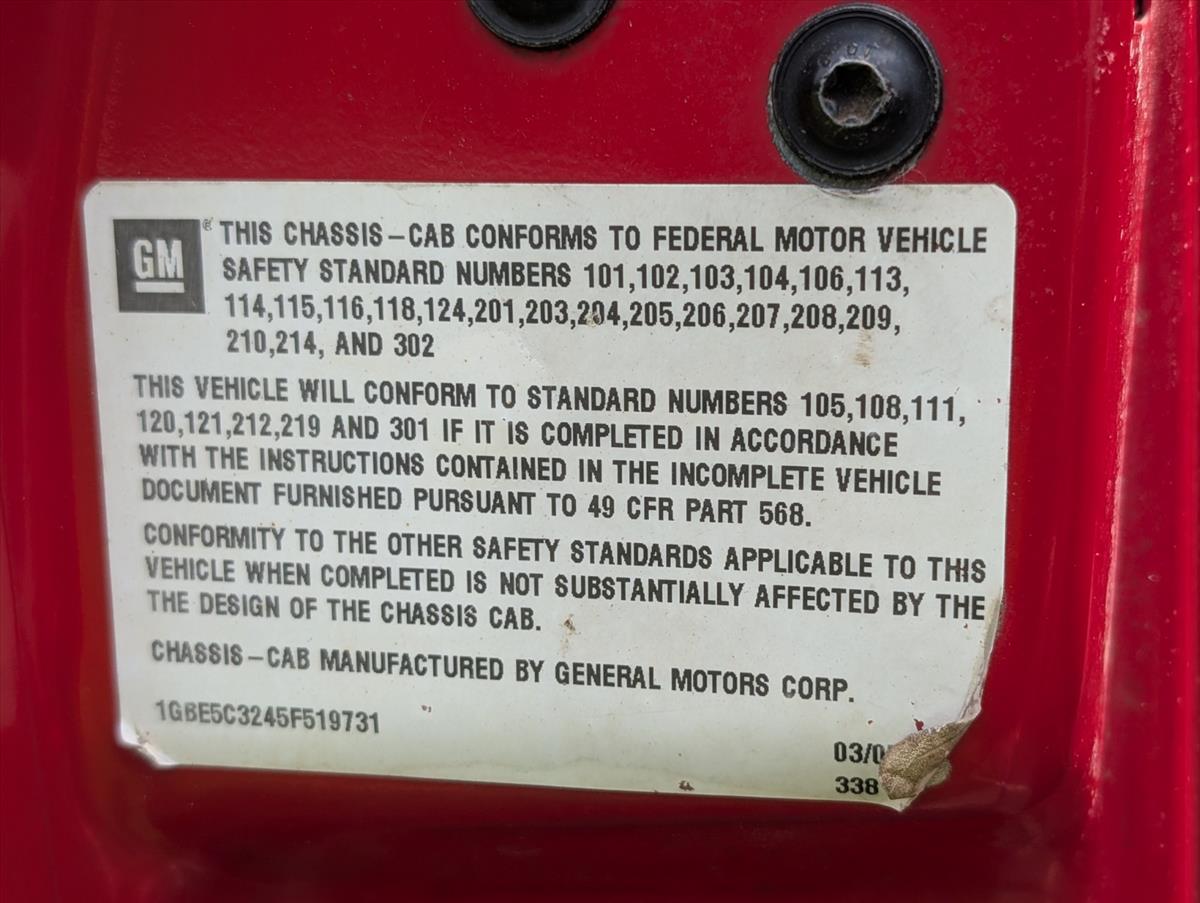 GM® THIS CHASSIS-CAB CONFORMS TO FEDERAL MOTOR VEHICLE
SAFETY STANDARD NUMBERS 101,102,103,104,106,113,
114,115,116,118,124,201,203,204,205,206,207,208,209,
210,214, AND 302
THIS VEHICLE WILL CONFORM TO STANDARD NUMBERS 105,108,111,
120,121,212,219 AND 301 IF IT IS COMPLETED IN ACCORDANCE
WITH THE INSTRUCTIONS CONTAINED IN THE INCOMPLETE VEHICLE
DOCUMENT FURNISHED PURSUANT TO 49 CFR PART 568.
CONFORMITY TO THE OTHER SAFETY STANDARDS APPLICABLE TO THIS
VEHICLE WHEN COMPLETED IS NOT SUBSTANTIALLY AFFECTED BY THE
THE DESIGN OF THE CHASSIS CAB.
CHASSIS-CAB MANUFACTURED BY GENERAL MOTORS CORP.
1GBE5C3245F519731
03/0
338